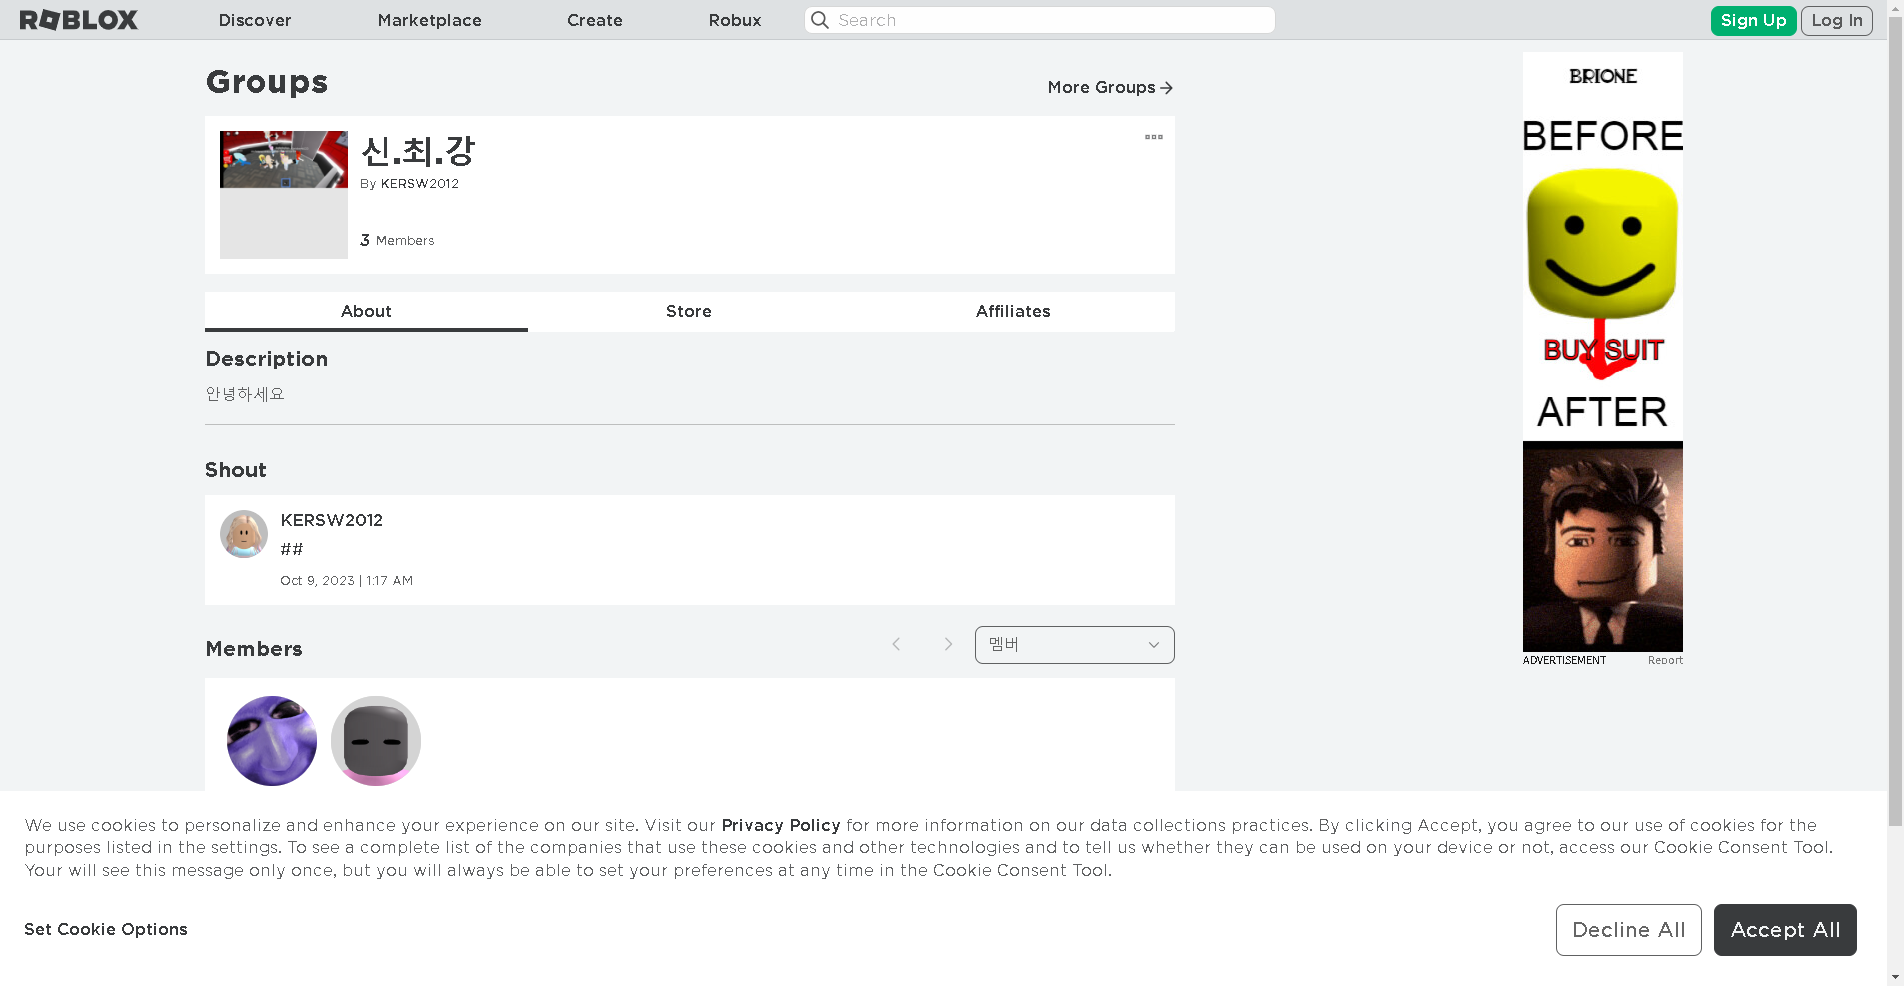 ROBLOX
Discover
Marketplace
Create
Robux
Search
Sign Up
Log In
Groups
More Groups
신.최.강
By KERSW2012
3 Members
About
Store
Affiliates
Description
안녕하세요
Shout
KERSW2012
##
Oct 9, 2023 | 1:17 AM
Members
멤버
BRIONE
BEFORE
BUY SUIT
AFTER
ADVERTISEMENT
Report
We use cookies to personalize and enhance your experience on our site. Visit our Privacy Policy for more information on our data collections practices. By clicking Accept, you agree to our use of cookies for the
purposes listed in the settings. To see a complete list of the companies that use these cookies and other technologies and to tell us whether they can be used on your device or not, access our Cookie Consent Tool.
Your will see this message only once, but you will always be able to set your preferences at any time in the Cookie Consent Tool.
Set Cookie Options
Decline All
Accept All